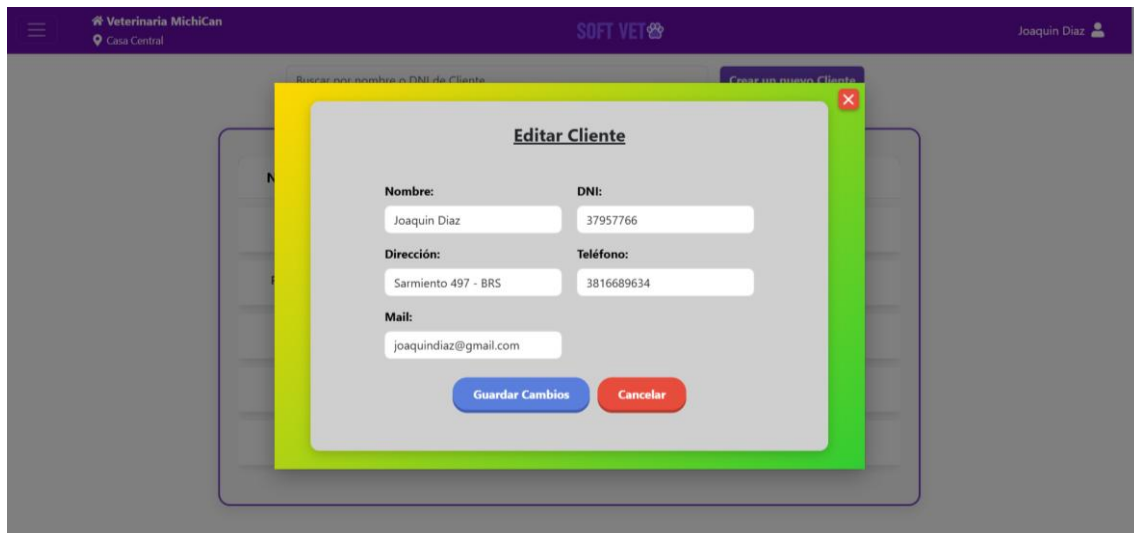 Veterinaria MichiCan
Casa Central
SOFT VET
Joaquin Diaz
Buscar por nombre o DNI de Cliente
Crear un nuevo Cliente
Editar Cliente
Nombre: DNI:
Joaquin Diaz 37957766
Dirección: Teléfono:
Sarmiento 497 - BRS 3816689634
Mail:
joaquindiaz@gmail.com
Guardar Cambios Cancelar